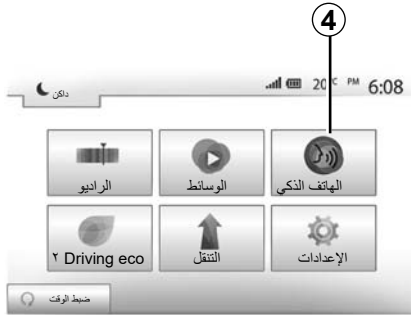 4
داكن
20 °C PM 6:08
الراديو
الوسائط
الهاتف الذكي
Driving eco ٢
التنقل
الإعدادات
ضبط الوقت